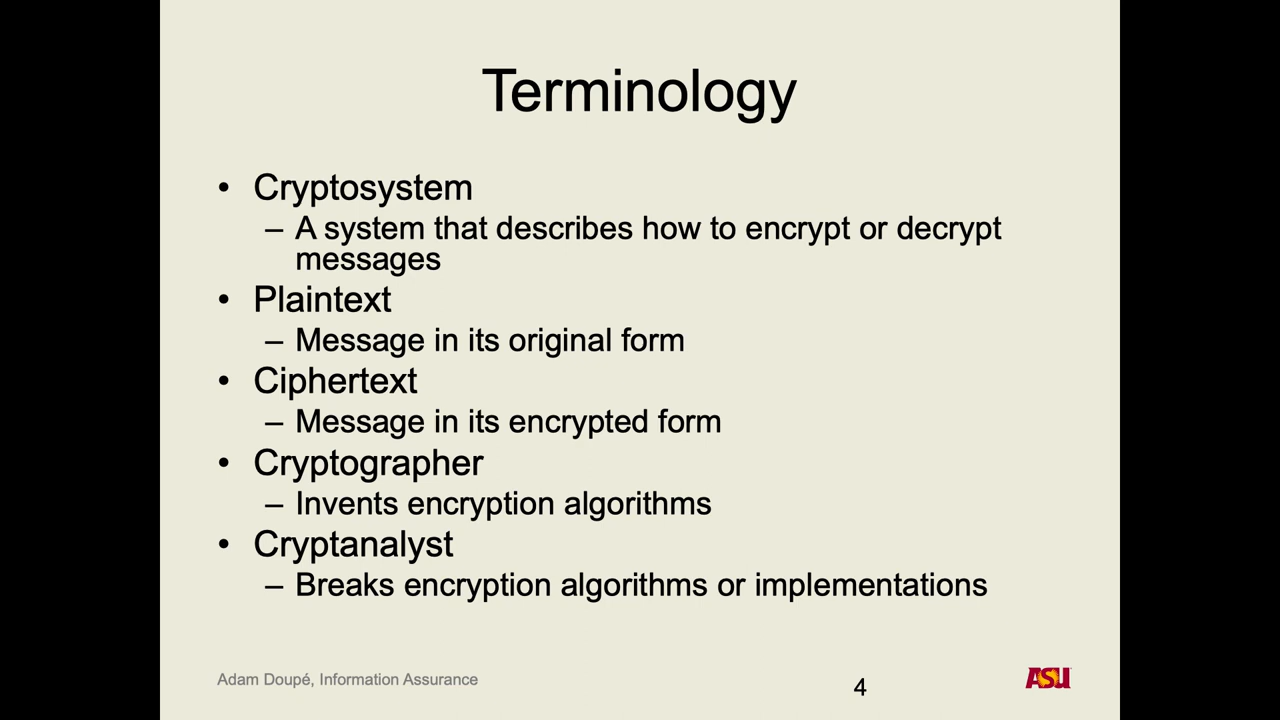 Terminology
• Cryptosystem
– A system that describes how to encrypt or decrypt
messages
• Plaintext
– Message in its original form
• Ciphertext
– Message in its encrypted form
• Cryptographer
– Invents encryption algorithms
• Cryptanalyst
– Breaks encryption algorithms or implementations
Adam Doupé, Information Assurance
4
ASU